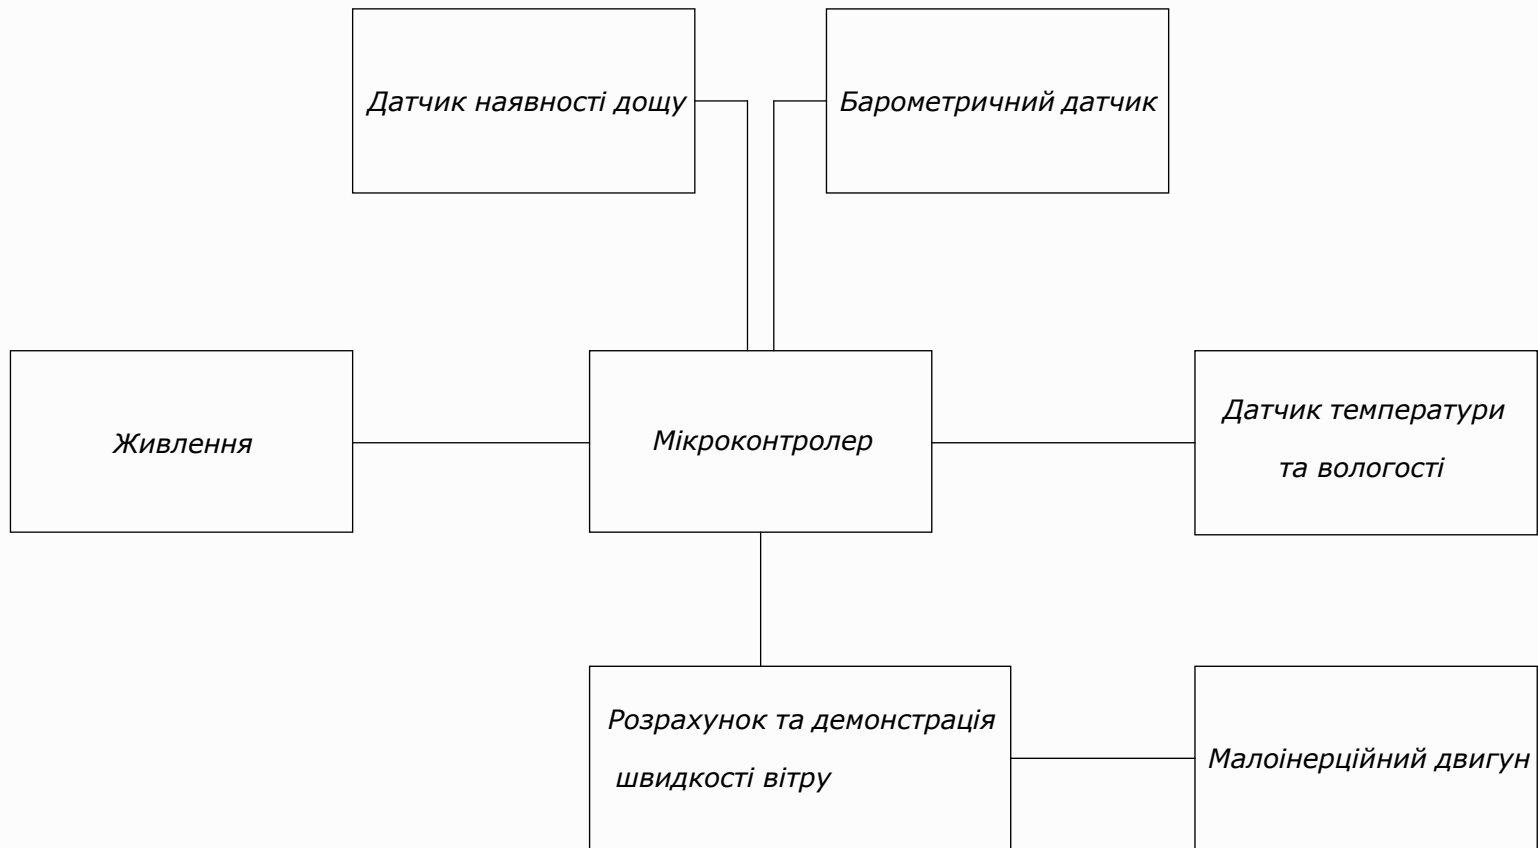 Датчик наявності дощу
Барометричний датчик
Живлення
Мікроконтролер
Датчик температури
та вологості
Розрахунок та демонстрація
швидкості вітру
Малоінерційний двигун